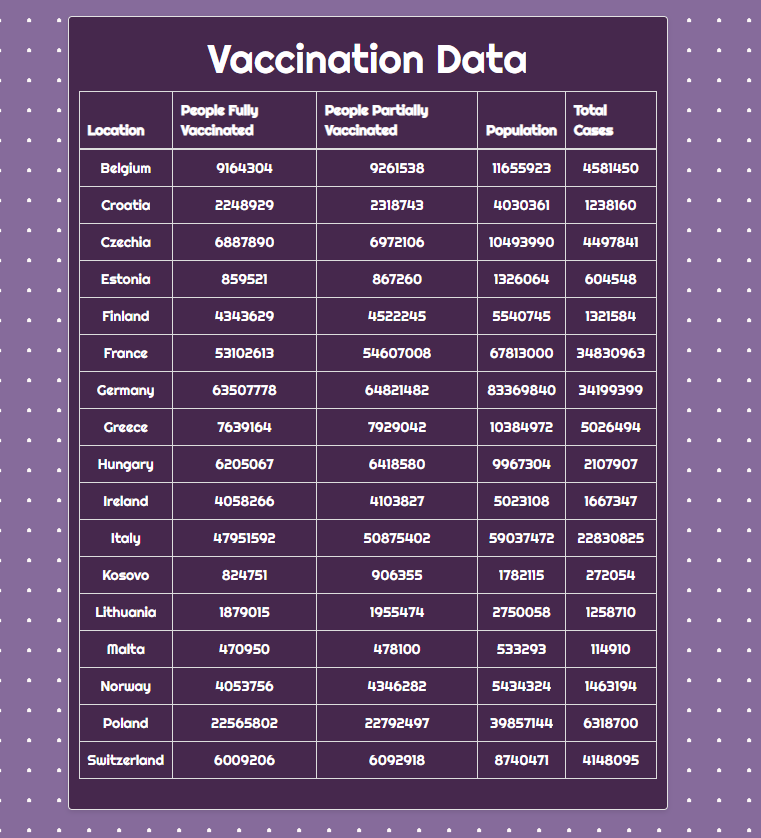 Vaccination Data
Location People Fully Vaccinated People Partially Vaccinated Population Total Cases
Belgium 9164304 9261538 11655923 4581450
Croatia 2248929 2318743 4030361 1238160
Czechia 6887890 6972106 10493990 4497841
Estonia 859521 867260 1326064 604548
Finland 4343629 4522245 5540745 1321584
France 53102613 54607008 67813000 34830963
Germany 63507778 64821482 83369840 34199399
Greece 7639164 7929042 10384972 5026494
Hungary 6205067 6418580 9967304 2107907
Ireland 4058266 4103827 5023108 1667347
Italy 47951592 50875402 59037472 22830825
Kosovo 824751 906355 1782115 272054
Lithuania 1879015 1955474 2750058 1258710
Malta 470950 478100 533293 114910
Norway 4053756 4346282 5434324 1463194
Poland 22565802 22792497 39857144 6318700
Switzerland 6009206 6092918 8740471 4148095